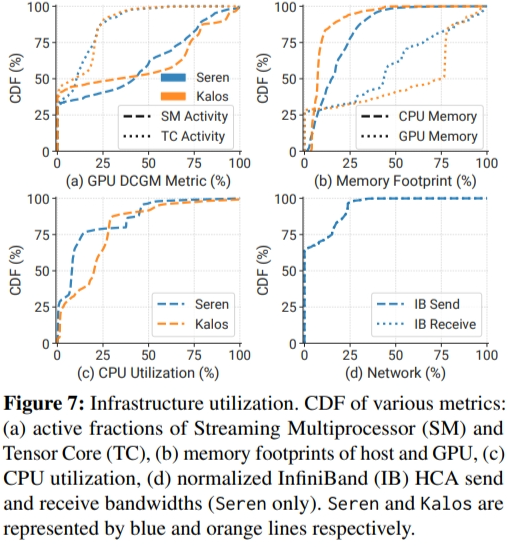 100
75
50
25
0
CDF (%)
Seren
Kalos
SM Activity
TC Activity
0 25 50 75 100
(a) GPU DCGM Metric (%)
100
75
50
25
0
CDF (%)
CPU Memory
GPU Memory
0 25 50 75 100
(b) Memory Footprint (%)
100
75
50
25
0
CDF (%)
Seren
Kalos
0 25 50 75 100
(c) CPU Utilization (%)
100
75
50
25
0
CDF (%)
IB Send
IB Receive
0 25 50 75 100
(d) Network (%)
Figure 7: Infrastructure utilization. CDF of various metrics:
(a) active fractions of Streaming Multiprocessor (SM) and
Tensor Core (TC), (b) memory footprints of host and GPU, (c)
CPU utilization, (d) normalized InfiniBand (IB) HCA send
and receive bandwidths (Seren only). Seren and Kalos are
represented by blue and orange lines respectively.